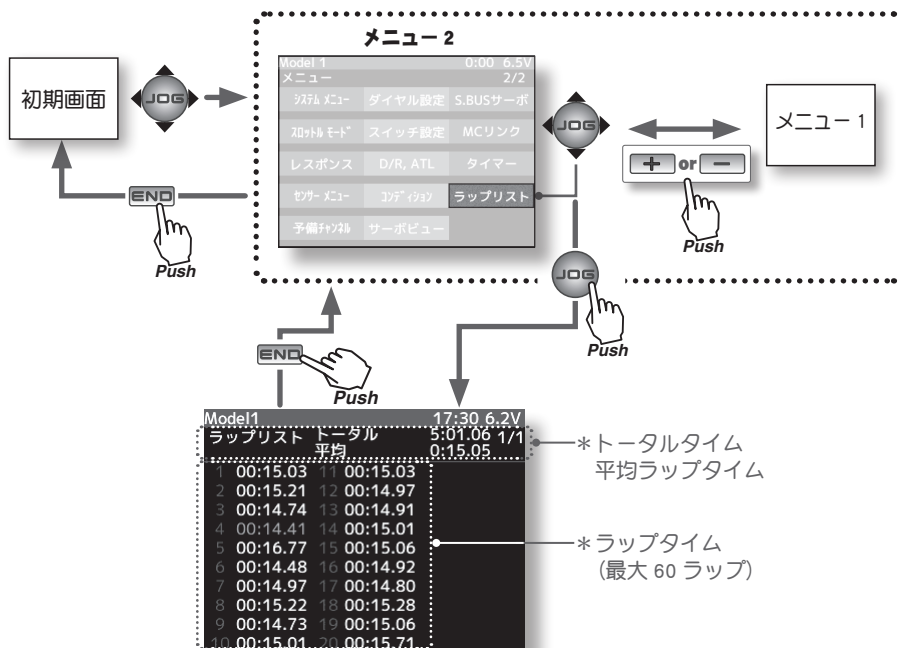 メニュー 2
初期画面
JOG
Model 1 0:00 6.5V
メニュー 2/2
システム メニュー ダイヤル設定 S.BUSサーボ
スロットル モード スイッチ設定 MCリンク
レスポンス D/R, ATL タイマー
センサー メニュー コンディション ラップリスト
予備チャンネル サーボビュー
JOG
+ or −
Push
メニュー 1
END
Push
JOG
Push
END
Push
Model1 17:30 6.2V
ラップリスト トータル 5:01.06 1/1
平均 0:15.05
1 00:15.03 11 00:15.03
2 00:15.21 12 00:14.97
3 00:14.74 13 00:14.91
4 00:14.41 14 00:15.01
5 00:16.77 15 00:15.06
6 00:14.48 16 00:14.92
7 00:14.97 17 00:14.80
8 00:15.22 18 00:15.28
9 00:14.73 19 00:15.06
10 00:15.01 20 00:15.71
＊トータルタイム
平均ラップタイム
＊ラップタイム
（最大 60 ラップ）